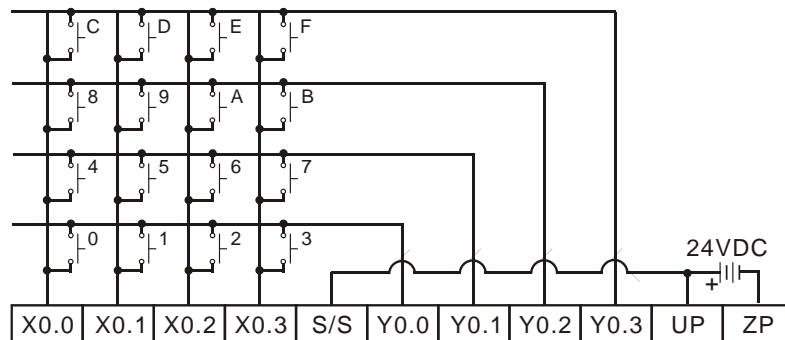 C D E F
8 9 A B
4 5 6 7
0 1 2 3
24VDC
+
X0.0 X0.1 X0.2 X0.3 S/S Y0.0 Y0.1 Y0.2 Y0.3 UP ZP